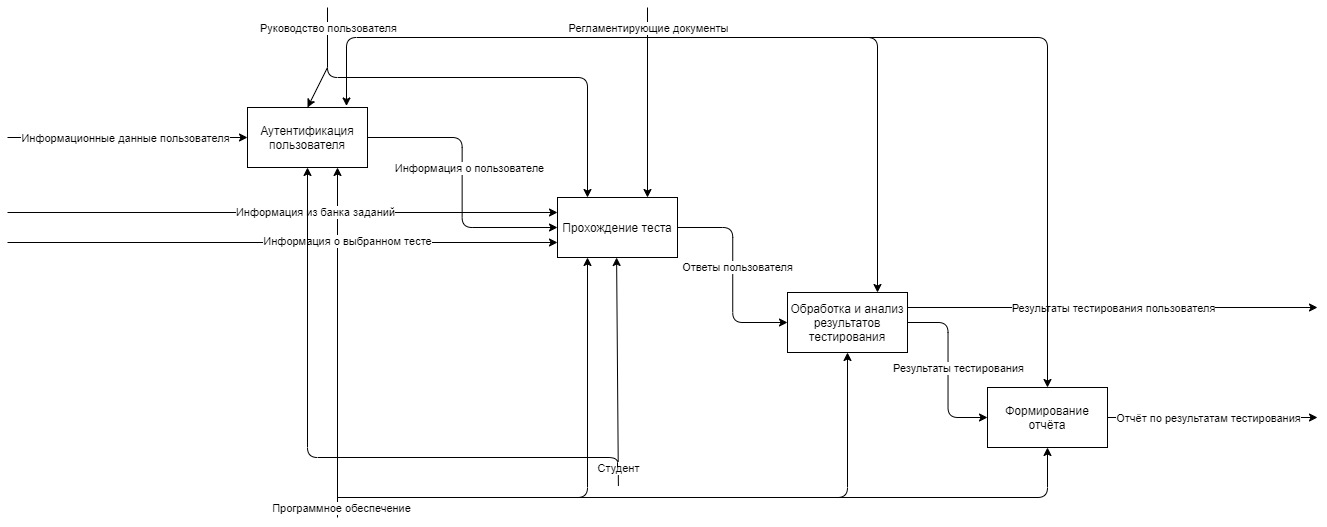 Руководство пользователя
Регламентирующие документы
Аутентификация
пользователя
Информационные данные пользователя
Информация о пользователе
Информация из банка заданий
Прохождение теста
Информация о выбранном тесте
Ответы пользователя
Обработка и анализ
результатов
тестирования
Результаты тестирования пользователя
Результаты тестирования
Формирование
отчёта
Отчёт по результатам тестирования
Студент
Программное обеспечение